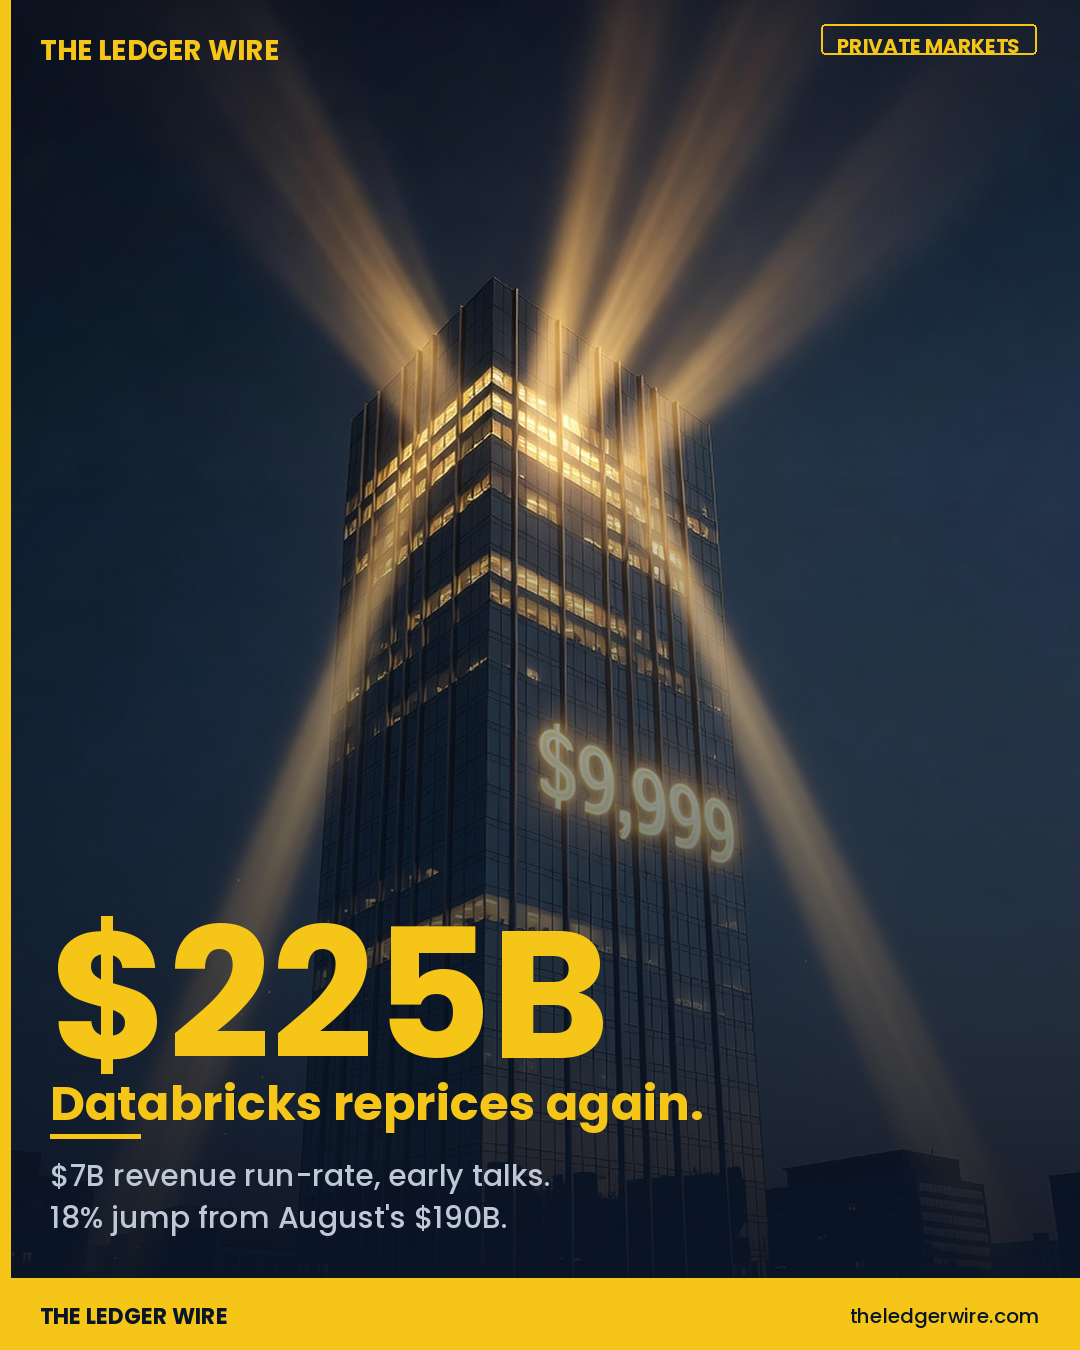 THE LEDGER WIRE
PRIVATE MARKETS
$9,999
$225B
Databricks reprices again.
$7B revenue run-rate, early talks.
18% jump from August's $190B.
THE LEDGER WIRE
theledgerwire.com